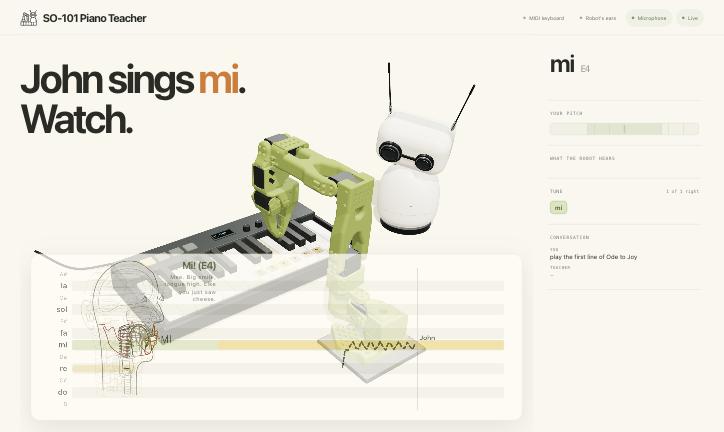 SO-101 Piano Teacher
MIDI keyboard
Robot's ears
Microphone
Live
John sings mi.
Watch.
mi E4
YOUR PITCH
WHAT THE ROBOT HEARS
TUNE
1 of 1 right
mi
CONVERSATION
YOU
play the first line of Ode to Joy
TEACHER
Mi! (E4)
Mee. Big smile,
tongue high. Else
you just saw
cheese.
MI
John
la
sol
fa
mi
re
do